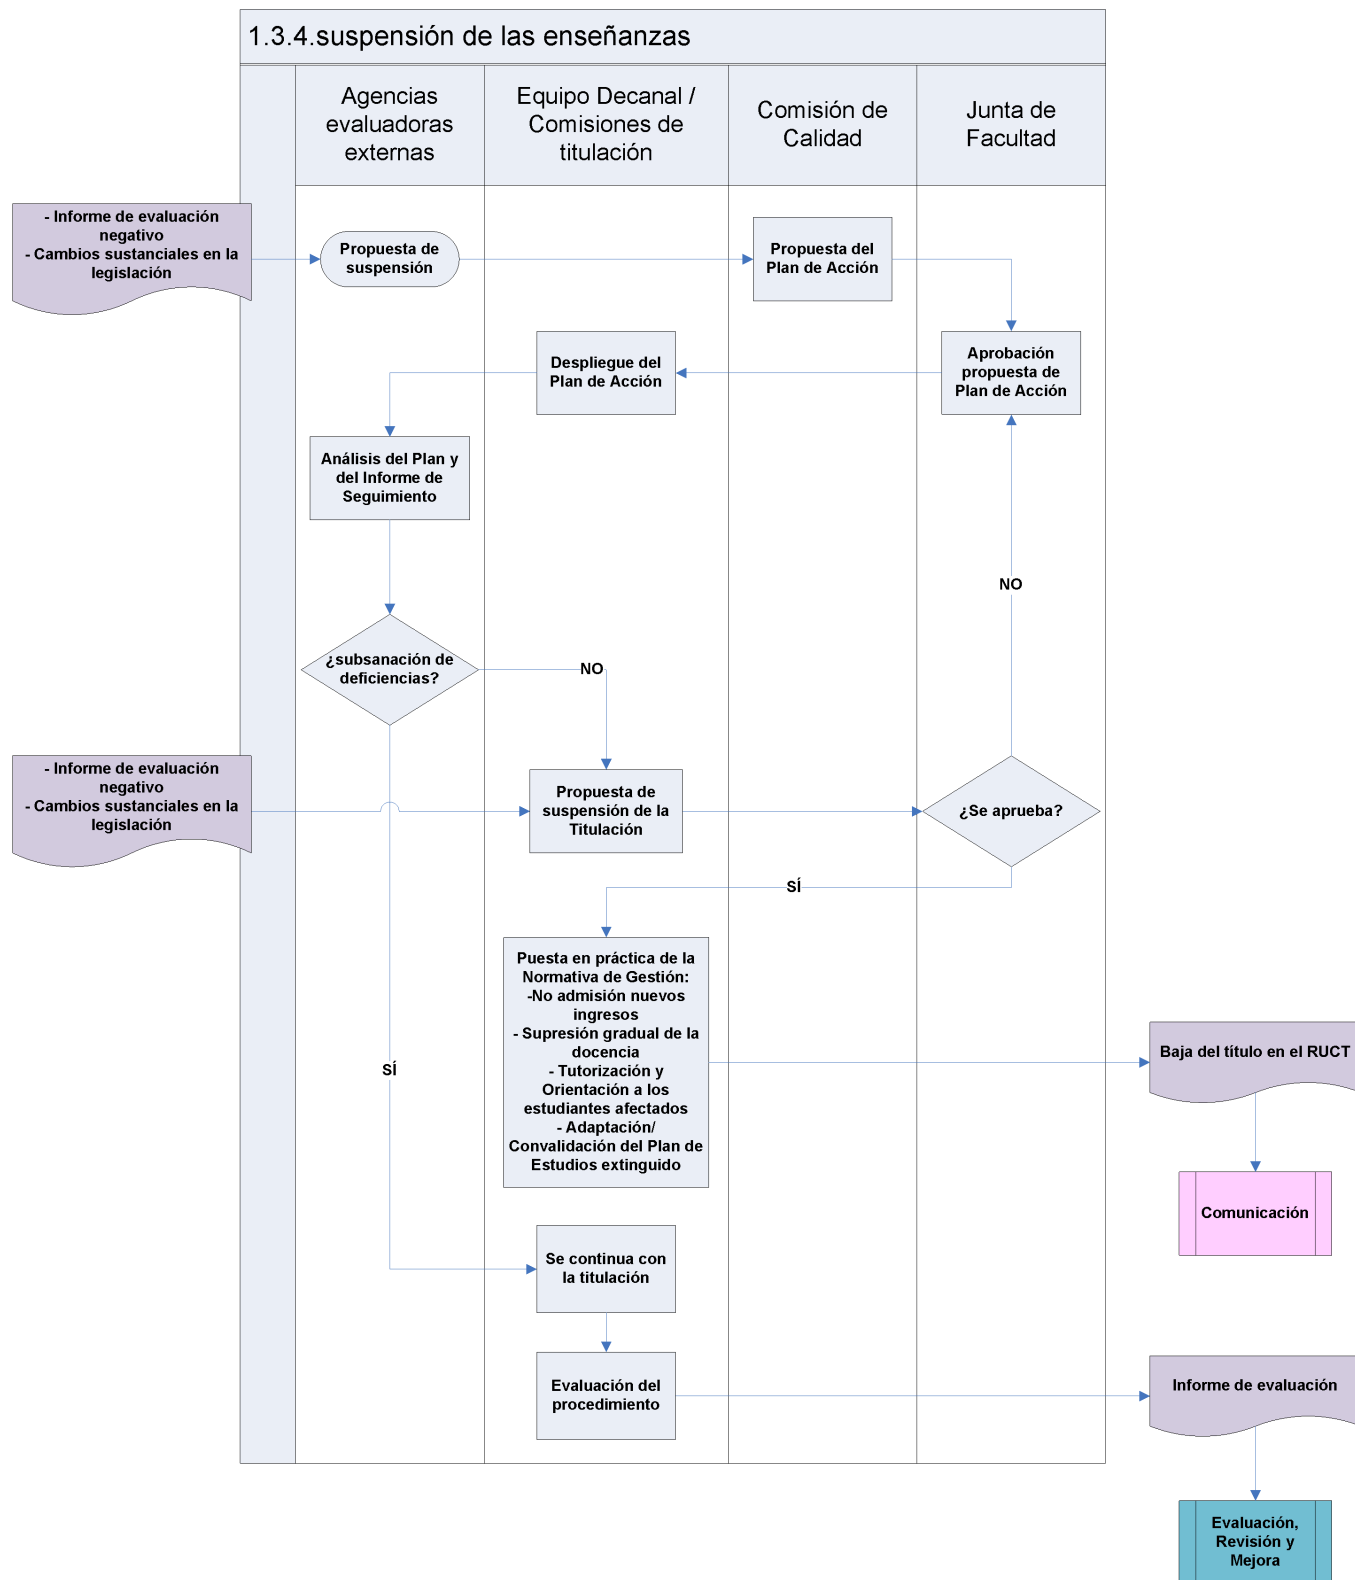 1.3.4.suspensión de las enseñanzas
Agencias
evaluadoras
externas
Equipo Decanal /
Comisiones de
titulación
Comisión de
Calidad
Junta de
Facultad
- Informe de evaluación
negativo
- Cambios sustanciales en la
legislación
Propuesta de
suspensión
Propuesta del
Plan de Acción
Despliegue del
Plan de Acción
Aprobación
propuesta de
Plan de Acción
Análisis del Plan y
del Informe de
Seguimiento
NO
¿subsanación de
deficiencias?
NO
- Informe de evaluación
negativo
- Cambios sustanciales en la
legislación
Propuesta de
suspensión de la
Titulación
¿Se aprueba?
SÍ
Puesta en práctica de la
Normativa de Gestión:
-No admisión nuevos
ingresos
- Supresión gradual de la
docencia
- Tutorización y
Orientación a los
estudiantes afectados
- Adaptación/
Convalidación del Plan de
Estudios extinguido
SÍ
Baja del título en el RUCT
Comunicación
Se continua con
la titulación
Evaluación del
procedimiento
Informe de evaluación
Evaluación,
Revisión y
Mejora